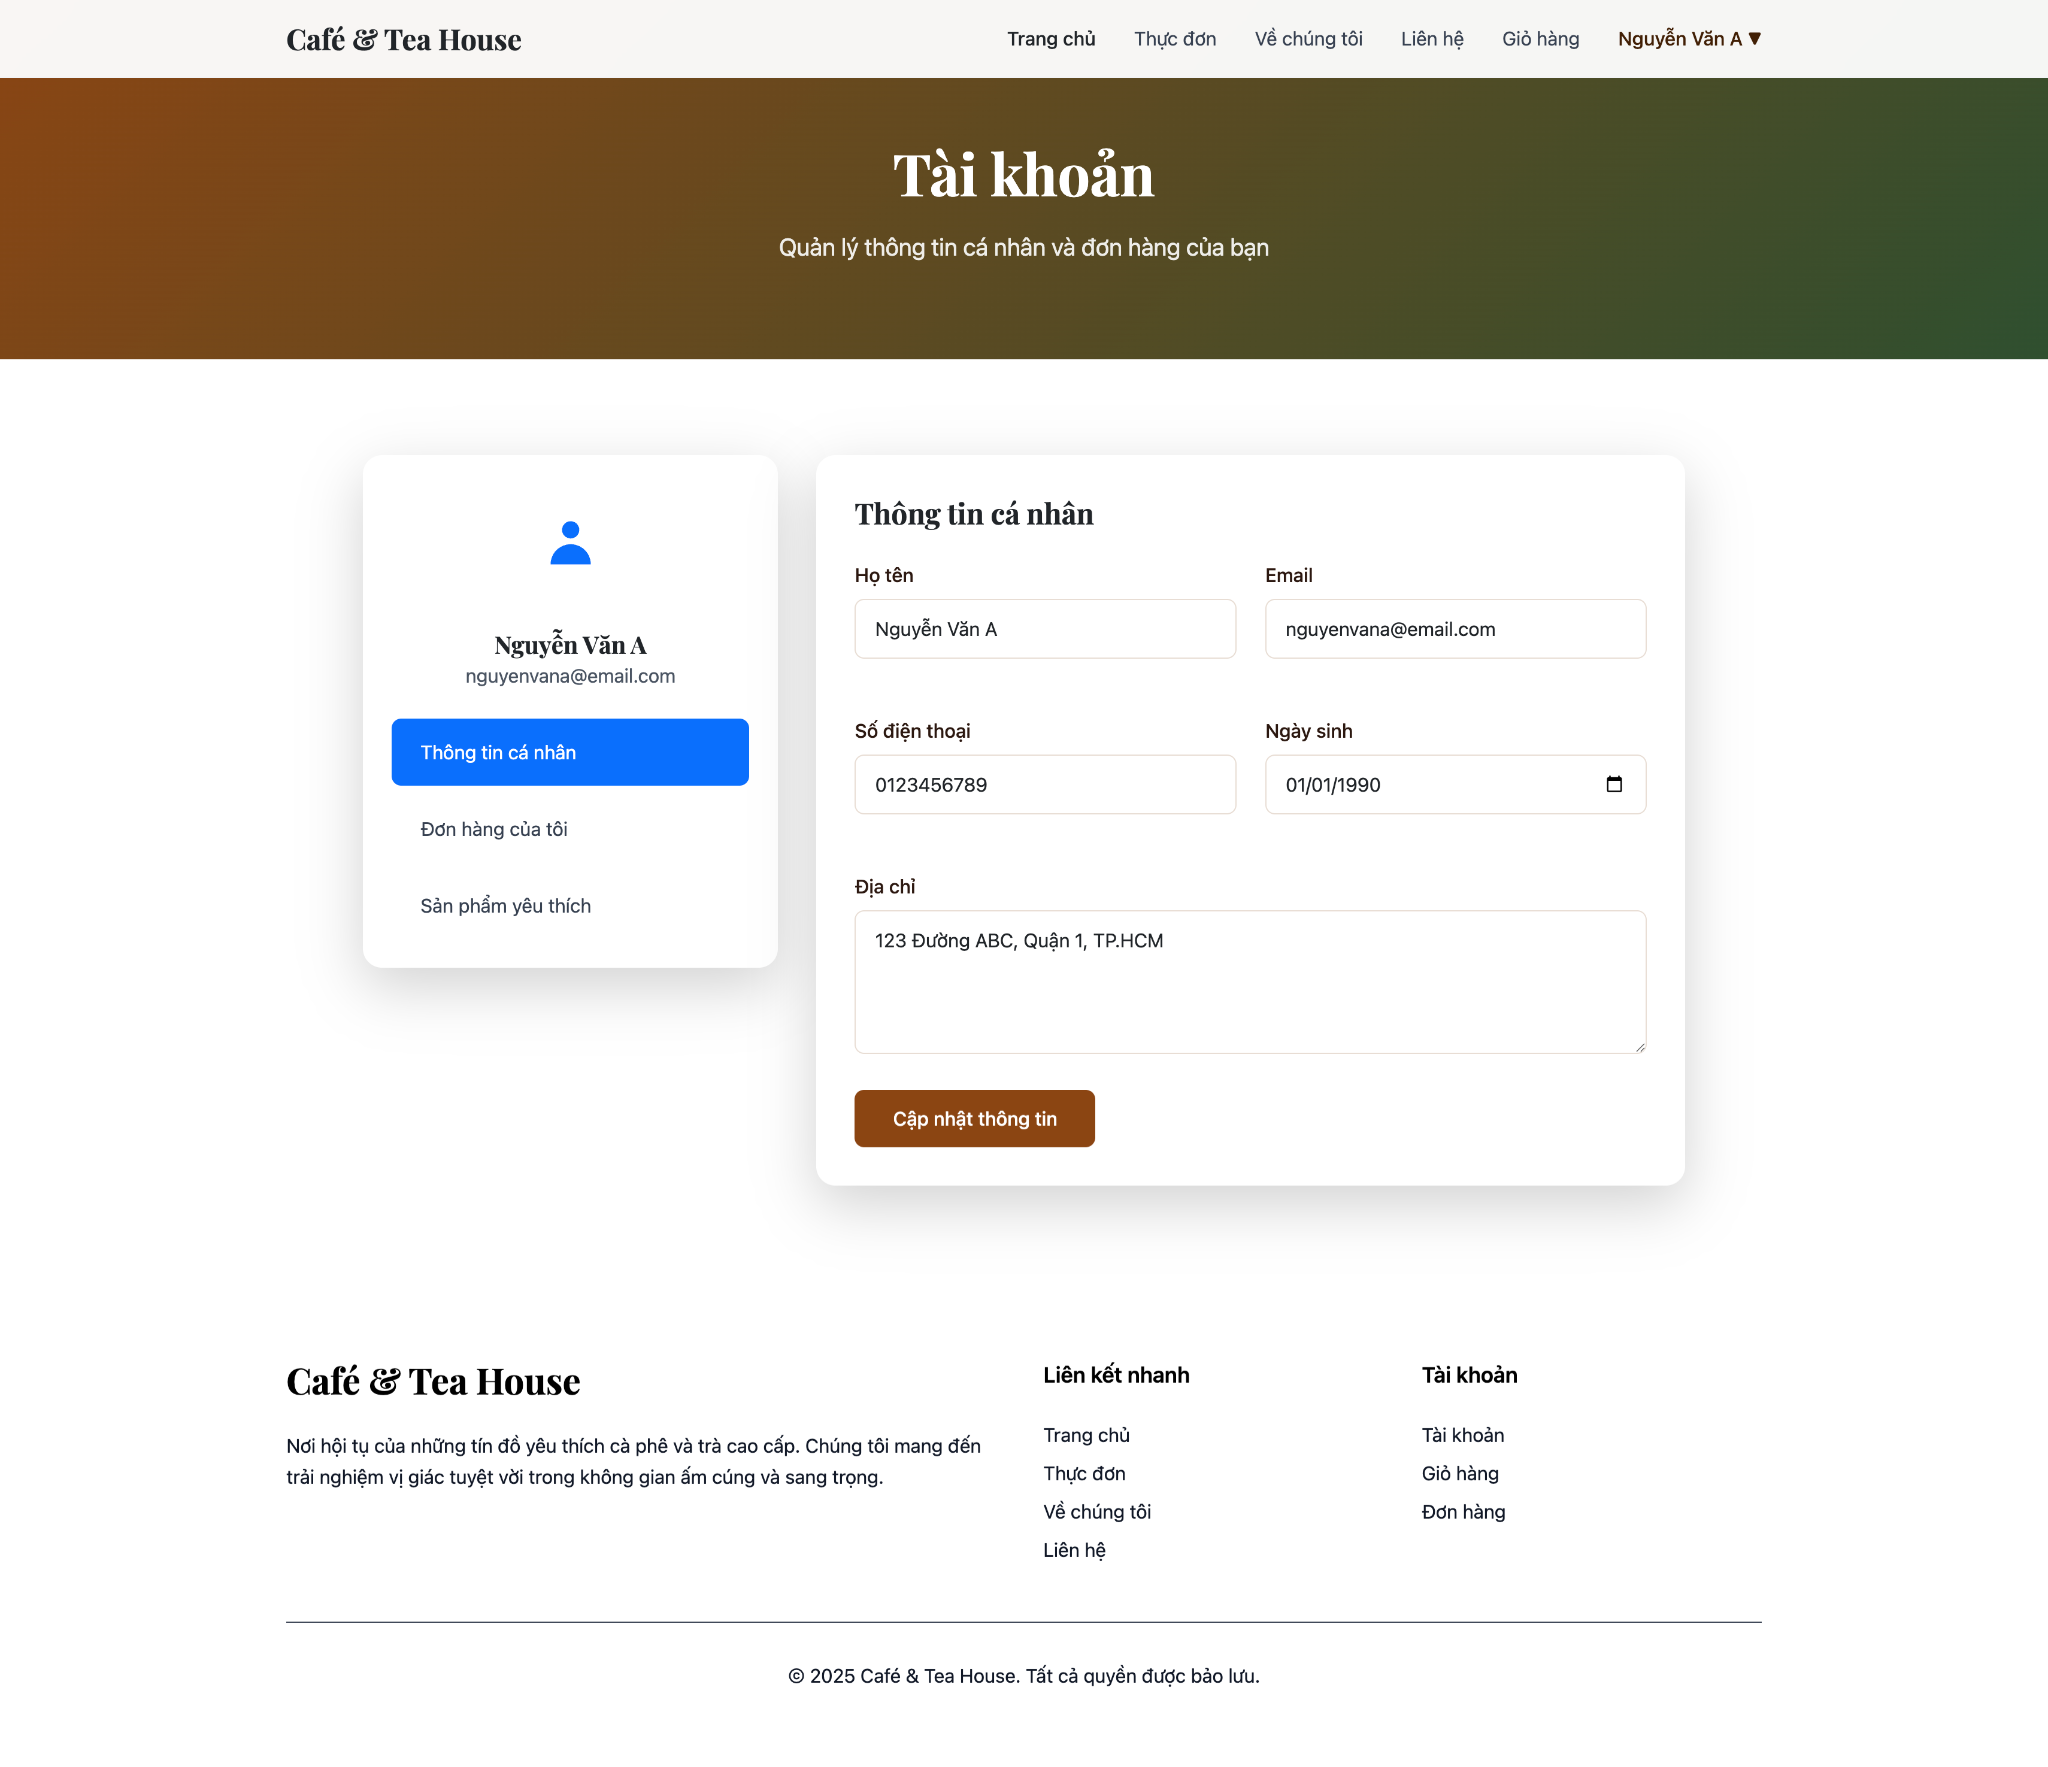 Café & Tea House
Trang chủ
Thực đơn
Về chúng tôi
Liên hệ
Giỏ hàng
Nguyễn Văn A ▼
Tài khoản
Quản lý thông tin cá nhân và đơn hàng của bạn
Nguyễn Văn A
nguyenvana@email.com
Thông tin cá nhân
Đơn hàng của tôi
Sản phẩm yêu thích
Thông tin cá nhân
Họ tên
Nguyễn Văn A
Email
nguyenvana@email.com
Số điện thoại
0123456789
Ngày sinh
01/01/1990
Địa chỉ
123 Đường ABC, Quận 1, TP.HCM
Cập nhật thông tin
Café & Tea House
Nơi hội tụ của những tín đồ yêu thích cà phê và trà cao cấp. Chúng tôi mang đến
trải nghiệm vị giác tuyệt vời trong không gian ấm cúng và sang trọng.
Liên kết nhanh
Trang chủ
Thực đơn
Về chúng tôi
Liên hệ
Tài khoản
Tài khoản
Giỏ hàng
Đơn hàng
© 2025 Café & Tea House. Tất cả quyền được bảo lưu.